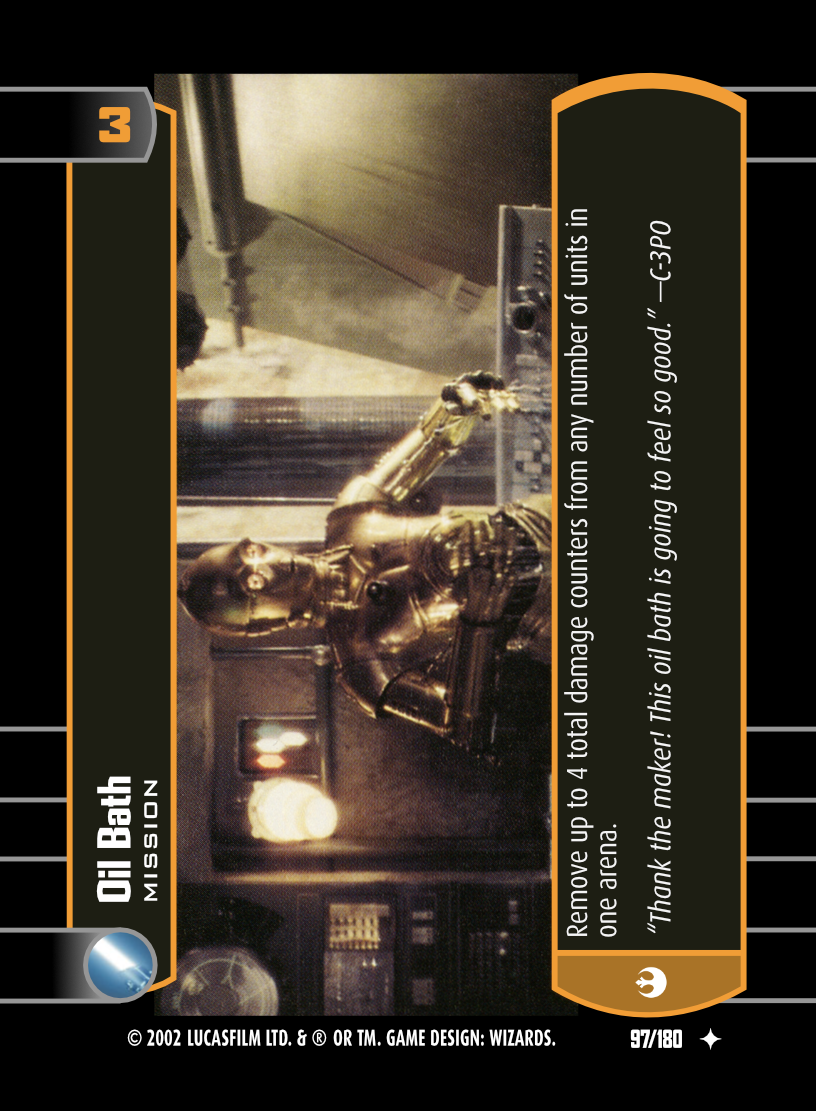 3
Oil Bath
MISSION
Remove up to 4 total damage counters from any number of units in
one arena.
“Thank the maker! This oil bath is going to feel so good.” —C-3PO
© 2002 LUCASFILM LTD. & ® OR TM. GAME DESIGN: WIZARDS.
97/180